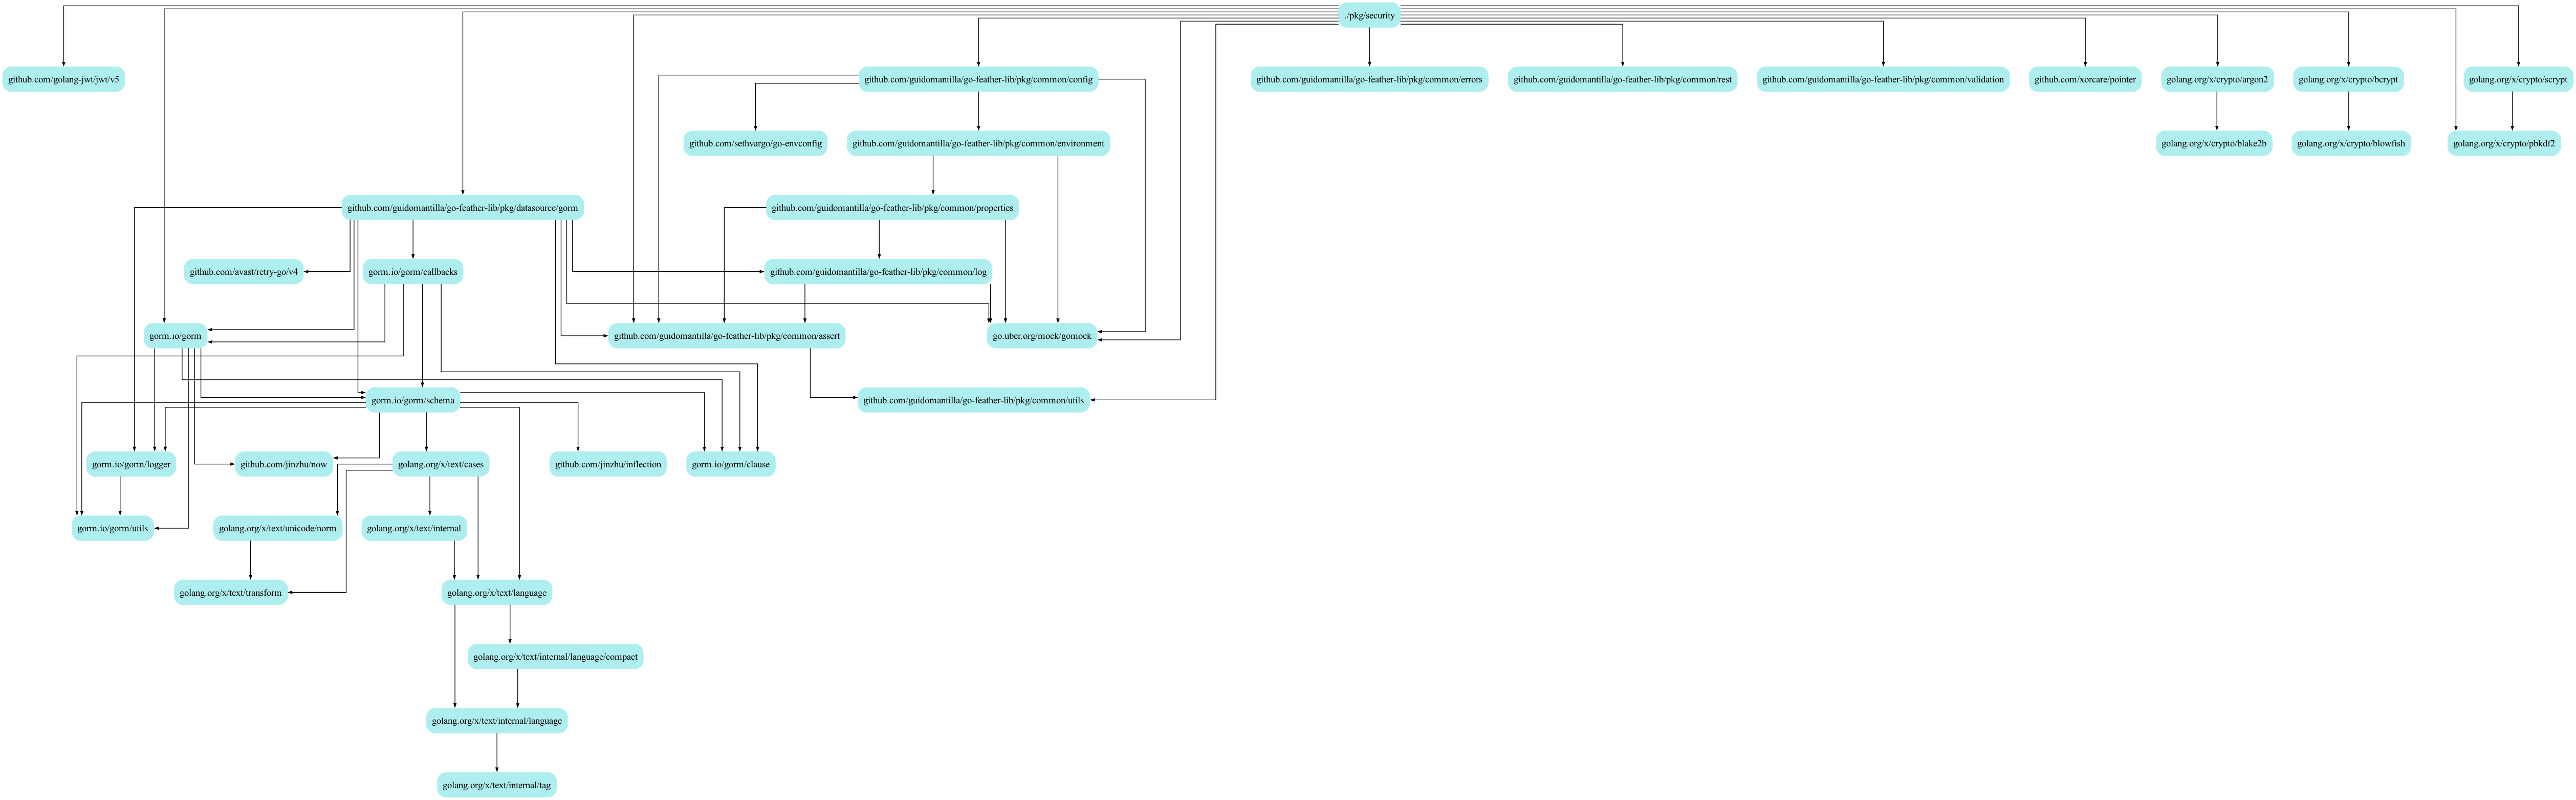 ./pkg/security
github.com/golang-jwt/jwt/v5
github.com/guidomantilla/go-feather-lib/pkg/common/config
github.com/guidomantilla/go-feather-lib/pkg/common/errors
github.com/guidomantilla/go-feather-lib/pkg/common/rest
github.com/guidomantilla/go-feather-lib/pkg/common/validation
github.com/xorcare/pointer
golang.org/x/crypto/argon2
golang.org/x/crypto/bcrypt
golang.org/x/crypto/scrypt
github.com/sethvargo/go-envconfig
github.com/guidomantilla/go-feather-lib/pkg/common/environment
golang.org/x/crypto/blake2b
golang.org/x/crypto/blowfish
golang.org/x/crypto/pbkdf2
github.com/guidomantilla/go-feather-lib/pkg/datasource/gorm
github.com/guidomantilla/go-feather-lib/pkg/common/properties
github.com/avast/retry-go/v4
gorm.io/gorm/callbacks
github.com/guidomantilla/go-feather-lib/pkg/common/log
gorm.io/gorm
github.com/guidomantilla/go-feather-lib/pkg/common/assert
go.uber.org/mock/gomock
gorm.io/gorm/schema
github.com/guidomantilla/go-feather-lib/pkg/common/utils
gorm.io/gorm/logger
github.com/jinzhu/now
golang.org/x/text/cases
github.com/jinzhu/inflection
gorm.io/gorm/clause
gorm.io/gorm/utils
golang.org/x/text/unicode/norm
golang.org/x/text/internal
golang.org/x/text/transform
golang.org/x/text/language
golang.org/x/text/internal/language/compact
golang.org/x/text/internal/language
golang.org/x/text/internal/tag